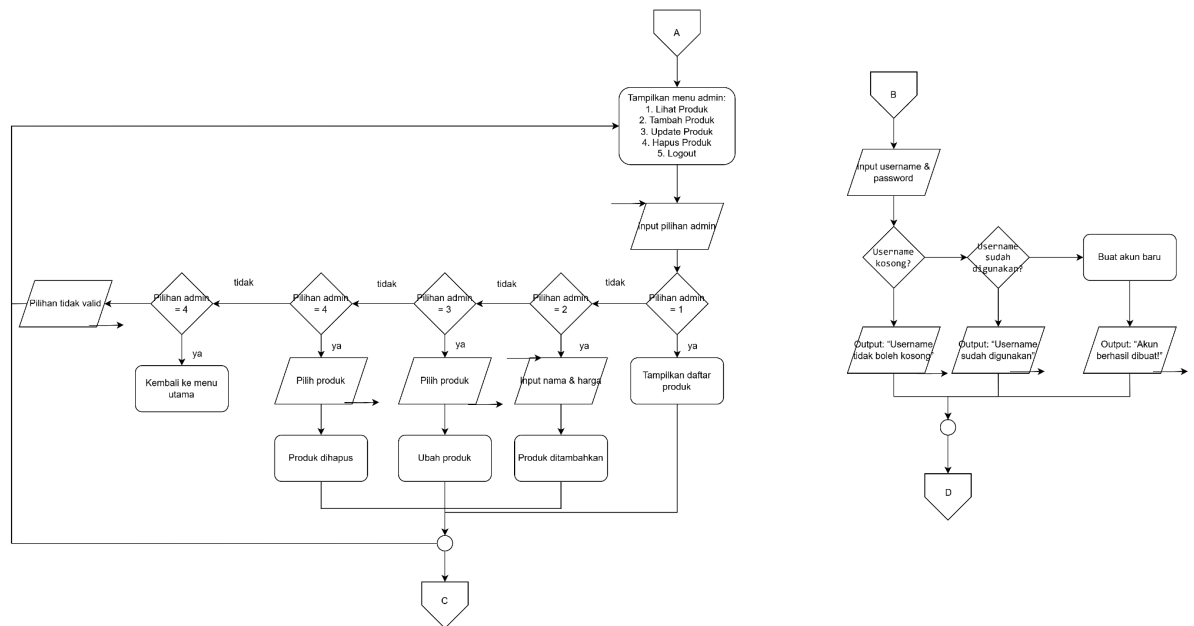 A
Tampilkan menu admin:
1. Lihat Produk
2. Tambah Produk
3. Update Produk
4. Hapus Produk
5. Logout
Input pilihan admin
Pilihan admin
= 1
tidak
Pilihan admin
= 2
tidak
Pilihan admin
= 3
tidak
Pilihan admin
= 4
tidak
Pilihan admin
= 4
Pilihan tidak valid
ya
Tampilkan daftar
produk
ya
Input nama & harga
Produk ditambahkan
ya
Pilih produk
Ubah produk
ya
Pilih produk
Produk dihapus
ya
Kembali ke menu
utama
C
B
Input username &
password
Username
kosong?
Username
sudah
digunakan?
Buat akun baru
Output: “Username
tidak boleh kosong”
Output: “Username
sudah digunakan”
Output: “Akun
berhasil dibuat!”
D